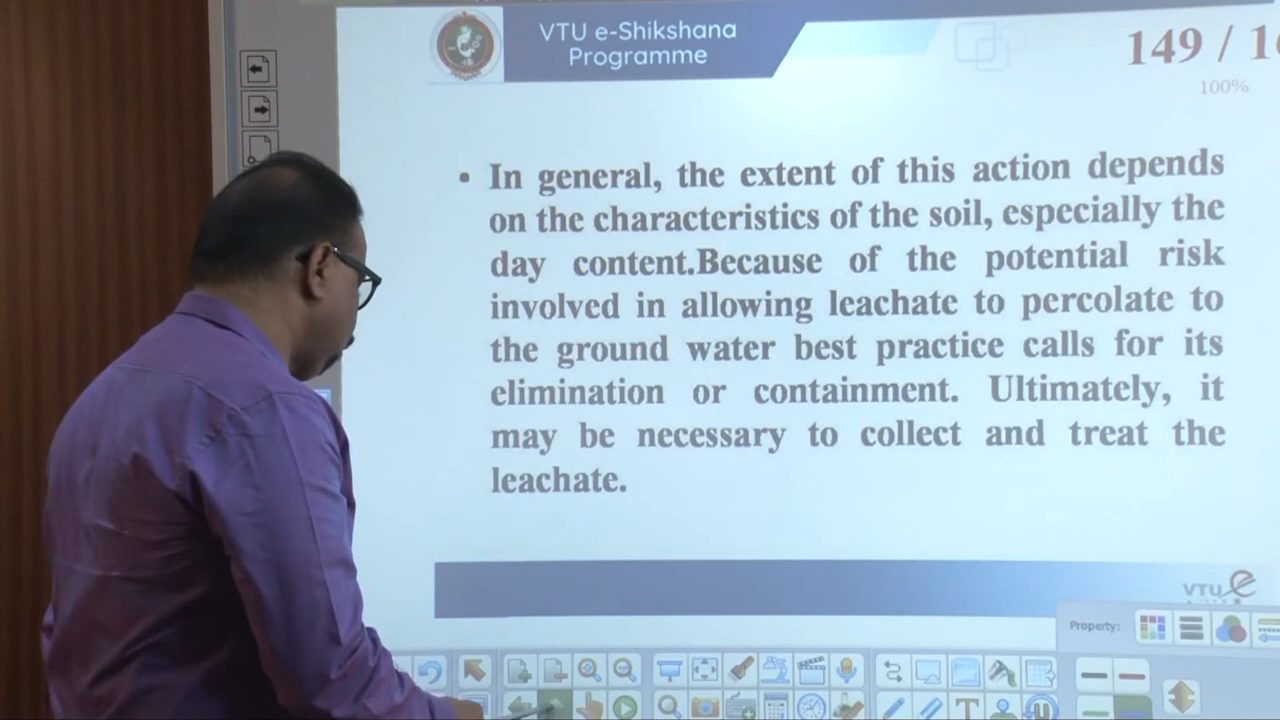 VTU e-Shikshana
Programme
149 / 1
100%
• In general, the extent of this action depends
on the characteristics of the soil, especially the
day content.Because of the potential risk
involved in allowing leachate to percolate to
the ground water best practice calls for its
elimination or containment. Ultimately, it
may be necessary to collect and treat the
leachate.
VTU
Property: